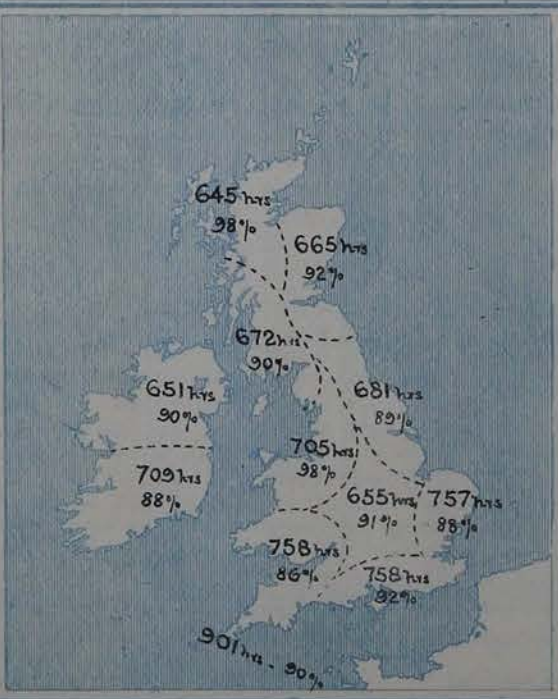 645 hrs
98%
665 hrs
92%
672 hrs
90%
651 hrs
90%
681 hrs
89%
705 hrs
98%
709 hrs
88%
655 hrs
91%
757 hrs
88%
758 hrs
86%
758 hrs
92%
901 hrs - 90%